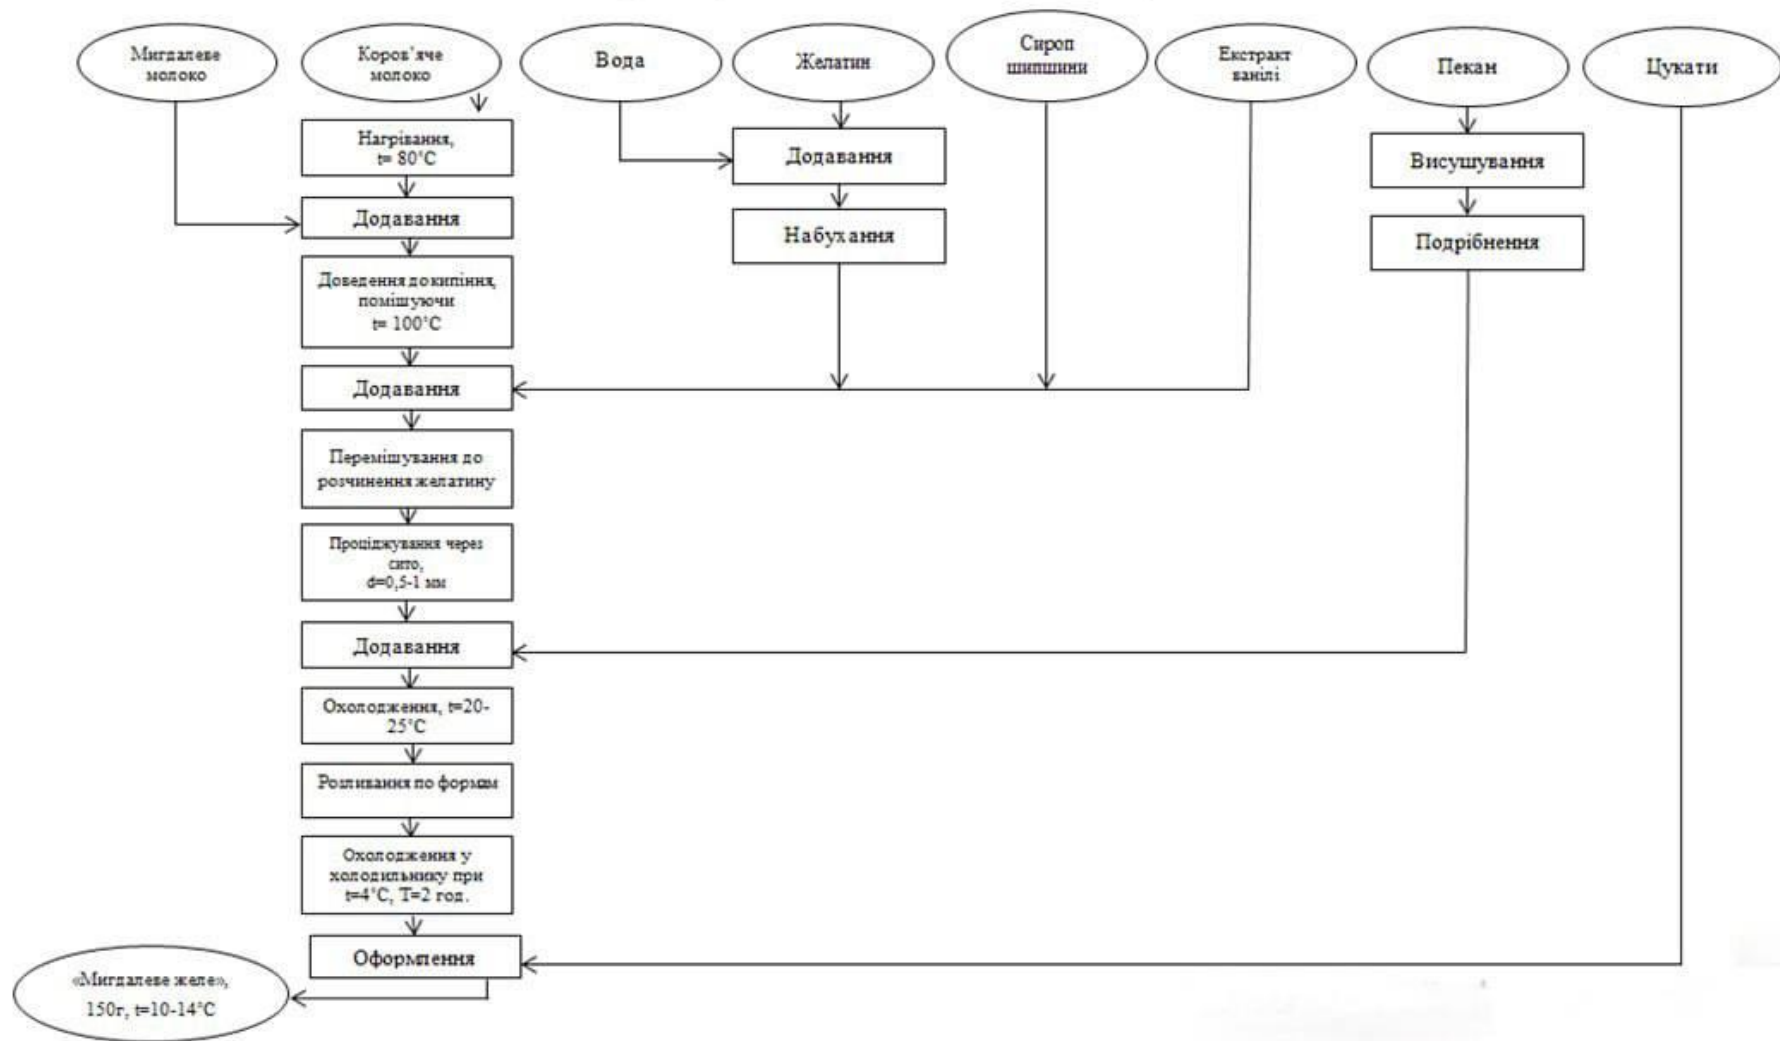 Мигдалеве
молоко
Коров’яче
молоко
Вода
Желатин
Сироп
шипшини
Екстракт
ванілі
Пекан
Цукати
Нагрівання,
t= 80˚C
Додавання
Висушування
Додавання
Набухання
Подрібнення
Доведення докипіння,
помішуючи
t= 100˚C
Додавання
Перемішування до
розчинення желатину
Проціджування через
сито,
d=0,5-1 мм
Додавання
Охолодження, t=20-
25˚C
Розливання по формам
Охолодження у
холодильнику при
t=4˚C, T=2 год.
Оформлення
«Мигдалеве желе»,
150г, t=10-14˚C